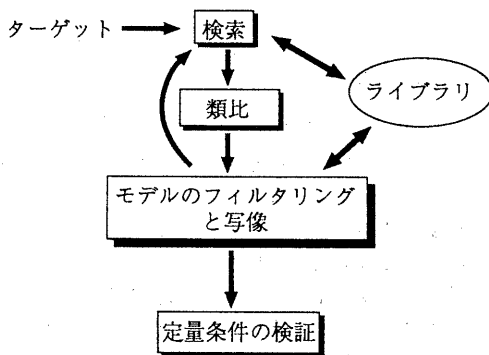 ターゲット
検索
ライブラリ
類比
モデルのフィルタリング
と写像
定量条件の検証